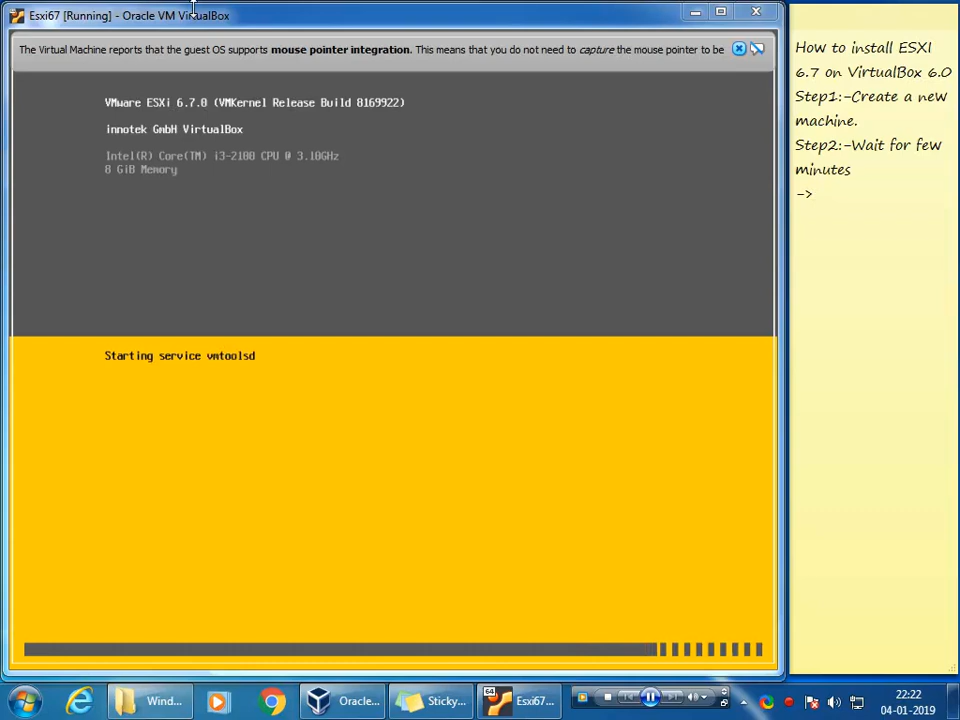 Esxi67 [Running] - Oracle VM VirtualBox
The Virtual Machine reports that the guest OS supports mouse pointer integration. This means that you do not need to capture the mouse pointer to be
VMware ESXi 6.7.0 (VMKernel Release Build 8169922)
innotek GmbH VirtualBox
Intel(R) Core(TM) i3-2100 CPU @ 3.10GHz
8 GiB Memory
Starting service vmtoolsd
How to install ESXI
6.7 on VirtualBox 6.0
Step1:-Create a new
machine.
Step2:-Wait for few
minutes
->
Wind...
Oracle...
Sticky...
64
Esxi67...
22:22
04-01-2019